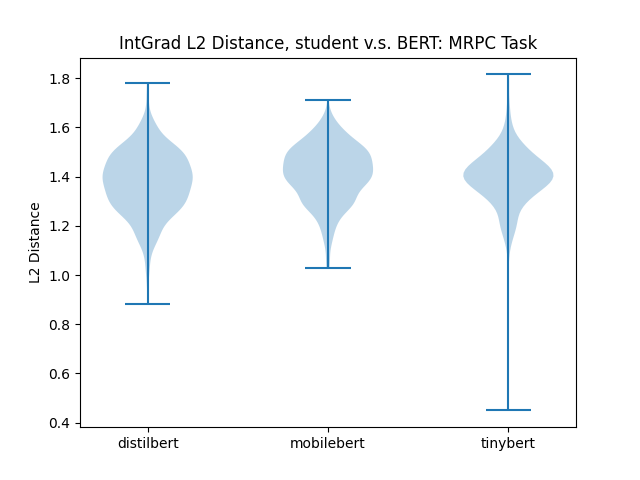 IntGrad L2 Distance, student v.s. BERT: MRPC Task
L2 Distance
1.8
1.6
1.4
1.2
1.0
0.8
0.6
0.4
distilbert
mobilebert
tinybert